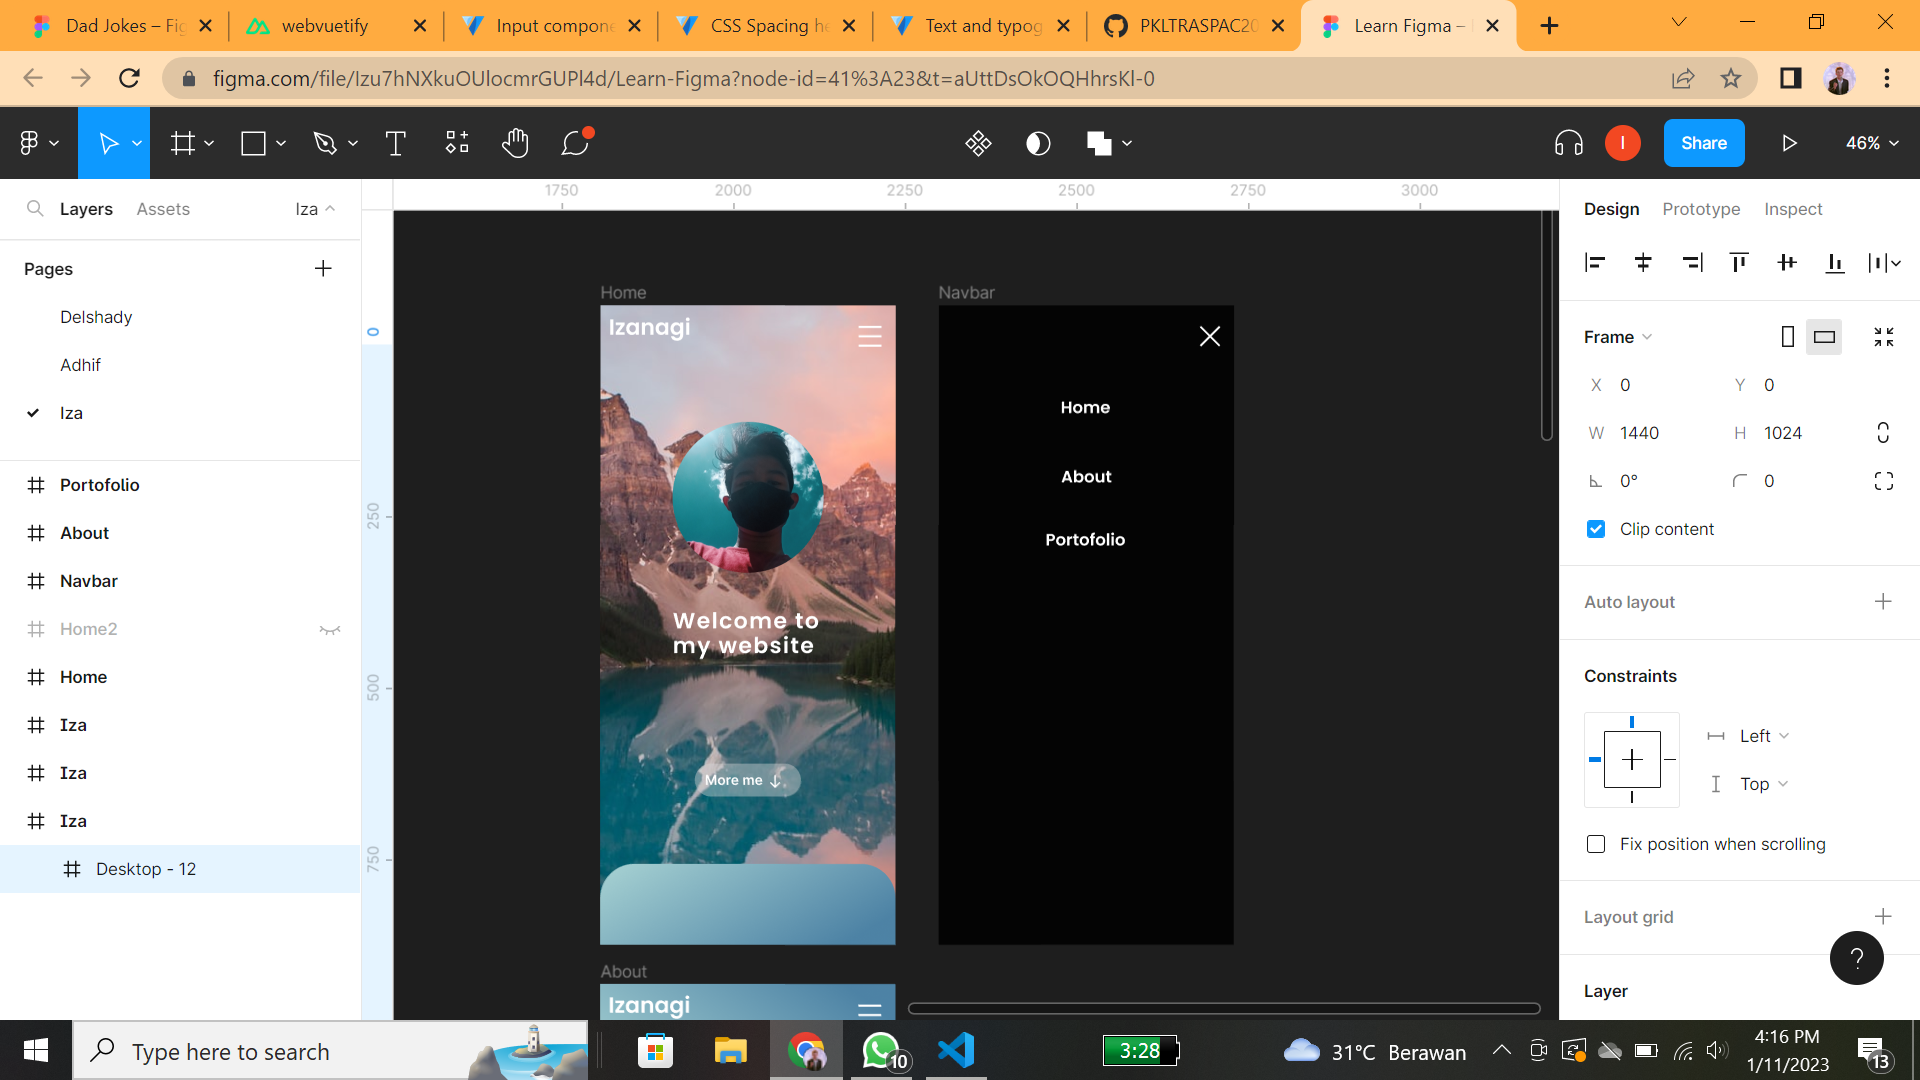 Dad Jokes – Fig
webvuetify
Input compone
CSS Spacing he
Text and typog
PKLTRASPAC20
Learn Figma –
figma.com/file/Izu7hNXkuOUlocmrGUPl4d/Learn-Figma?node-id=41%3A23&t=aUttDsOkOQHhrsKl-0
I
Share
46%
Layers
Assets
Iza
1750
2000
2250
2500
2750
3000
Design
Prototype
Inspect
Pages
Delshady
Adhif
Iza
Portofolio
About
Navbar
Home2
Home
Iza
Iza
Iza
Desktop - 12
0
250
500
750
Home
Izanagi
Welcome to
my website
More me ↓
About
Izanagi
Navbar
Home
About
Portofolio
Frame
X 0
Y 0
W 1440
H 1024
0°
0
Clip content
Auto layout
Constraints
Left
Top
Fix position when scrolling
Layout grid
?
Layer
Type here to search
10
3:28
31°C Berawan
4:16 PM
1/11/2023
13